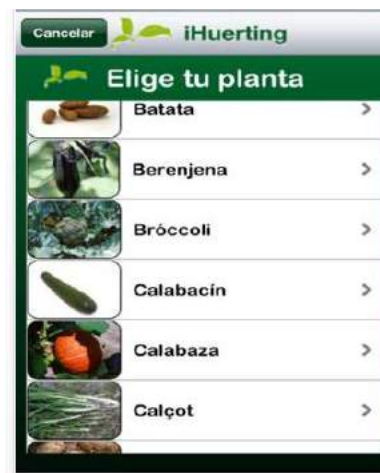 Cancelar iHuerting
Elige tu planta
Batata
Berenjena
Bróccoli
Calabacín
Calabaza
Calçot